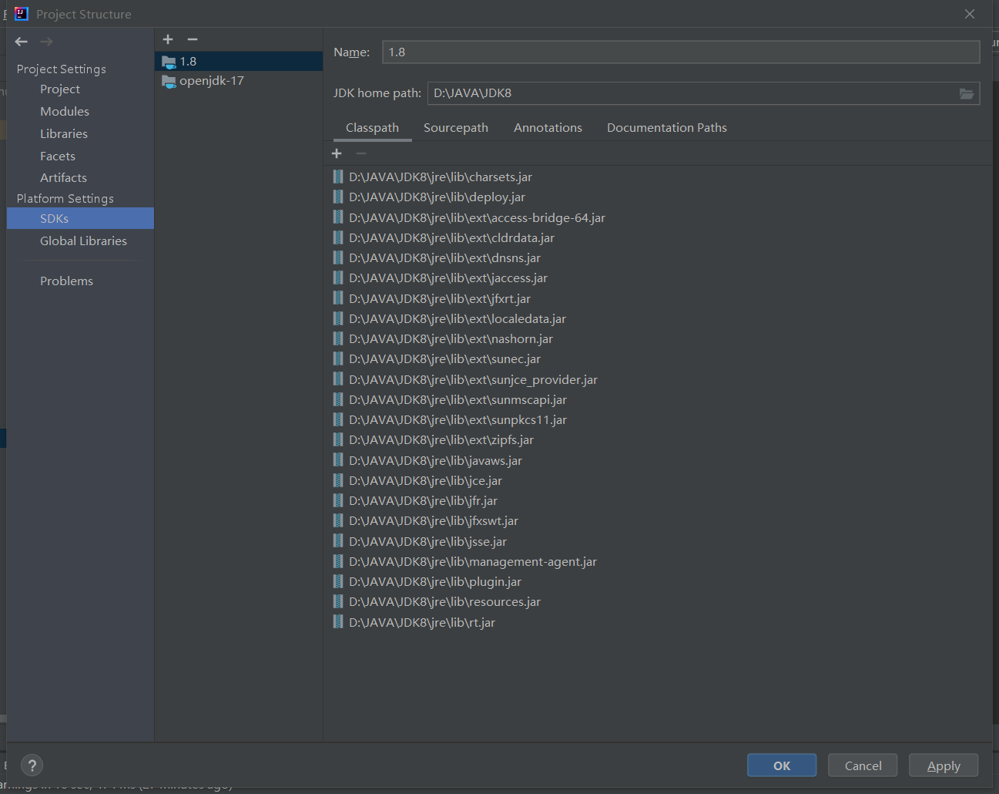 Project Structure
Project Settings
Project
Modules
Libraries
Facets
Artifacts
Platform Settings
SDKs
Global Libraries
Problems
1.8
openjdk-17
Name: 1.8
JDK home path: D:\JAVA\JDK8
Classpath Sourcepath Annotations Documentation Paths
D:\JAVA\JDK8\jre\lib\charsets.jar
D:\JAVA\JDK8\jre\lib\deploy.jar
D:\JAVA\JDK8\jre\lib\ext\access-bridge-64.jar
D:\JAVA\JDK8\jre\lib\ext\cldrdata.jar
D:\JAVA\JDK8\jre\lib\ext\dnsns.jar
D:\JAVA\JDK8\jre\lib\ext\jaccess.jar
D:\JAVA\JDK8\jre\lib\ext\jfxrt.jar
D:\JAVA\JDK8\jre\lib\ext\localedata.jar
D:\JAVA\JDK8\jre\lib\ext\nashorn.jar
D:\JAVA\JDK8\jre\lib\ext\sunec.jar
D:\JAVA\JDK8\jre\lib\ext\sunjce_provider.jar
D:\JAVA\JDK8\jre\lib\ext\sunmscapi.jar
D:\JAVA\JDK8\jre\lib\ext\sunpkcs11.jar
D:\JAVA\JDK8\jre\lib\ext\zipfs.jar
D:\JAVA\JDK8\jre\lib\javaws.jar
D:\JAVA\JDK8\jre\lib\jce.jar
D:\JAVA\JDK8\jre\lib\jfr.jar
D:\JAVA\JDK8\jre\lib\jfxswt.jar
D:\JAVA\JDK8\jre\lib\jsse.jar
D:\JAVA\JDK8\jre\lib\management-agent.jar
D:\JAVA\JDK8\jre\lib\plugin.jar
D:\JAVA\JDK8\jre\lib\resources.jar
D:\JAVA\JDK8\jre\lib\rt.jar
?
OK Cancel Apply